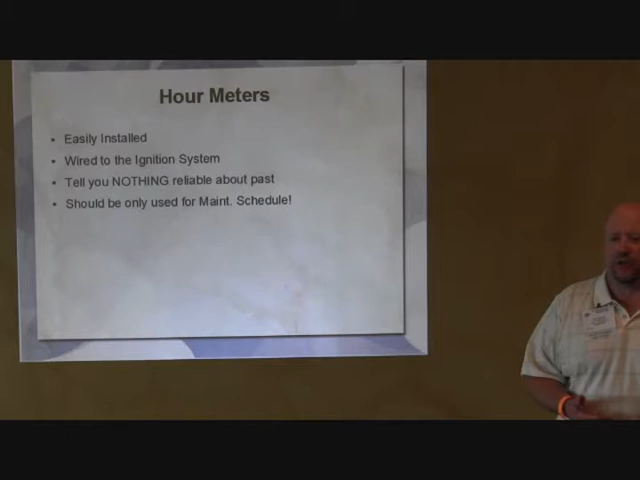 Hour Meters
• Easily Installed
• Wired to the Ignition System
• Tell you NOTHING reliable about past
• Should be only used for Maint. Schedule!